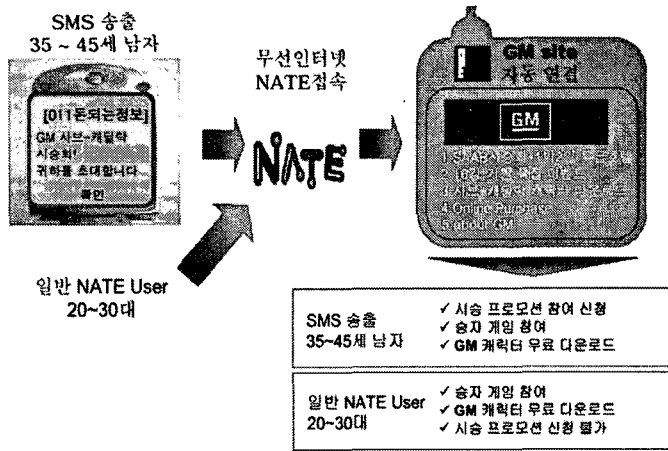 SMS 송출
35 ~ 45세 남자
[011돈되는정보]
GM 사브-캐딜락
시승회!
귀하를 초대합니다
확인
무선인터넷
NATE접속
NATE
GM site
자동 연결
GM
4.Online Purchase
5.about GM
일반 NATE User
20~30대
SMS 송출
35~45세 남자
✓ 시승 프로모션 참여 신청
✓ 승자 게임 참여
✓ GM 캐릭터 무료 다운로드
일반 NATE User
20~30대
✓ 승자 게임 참여
✓ GM 캐릭터 무료 다운로드
✓ 시승 프로모션 신청 불가